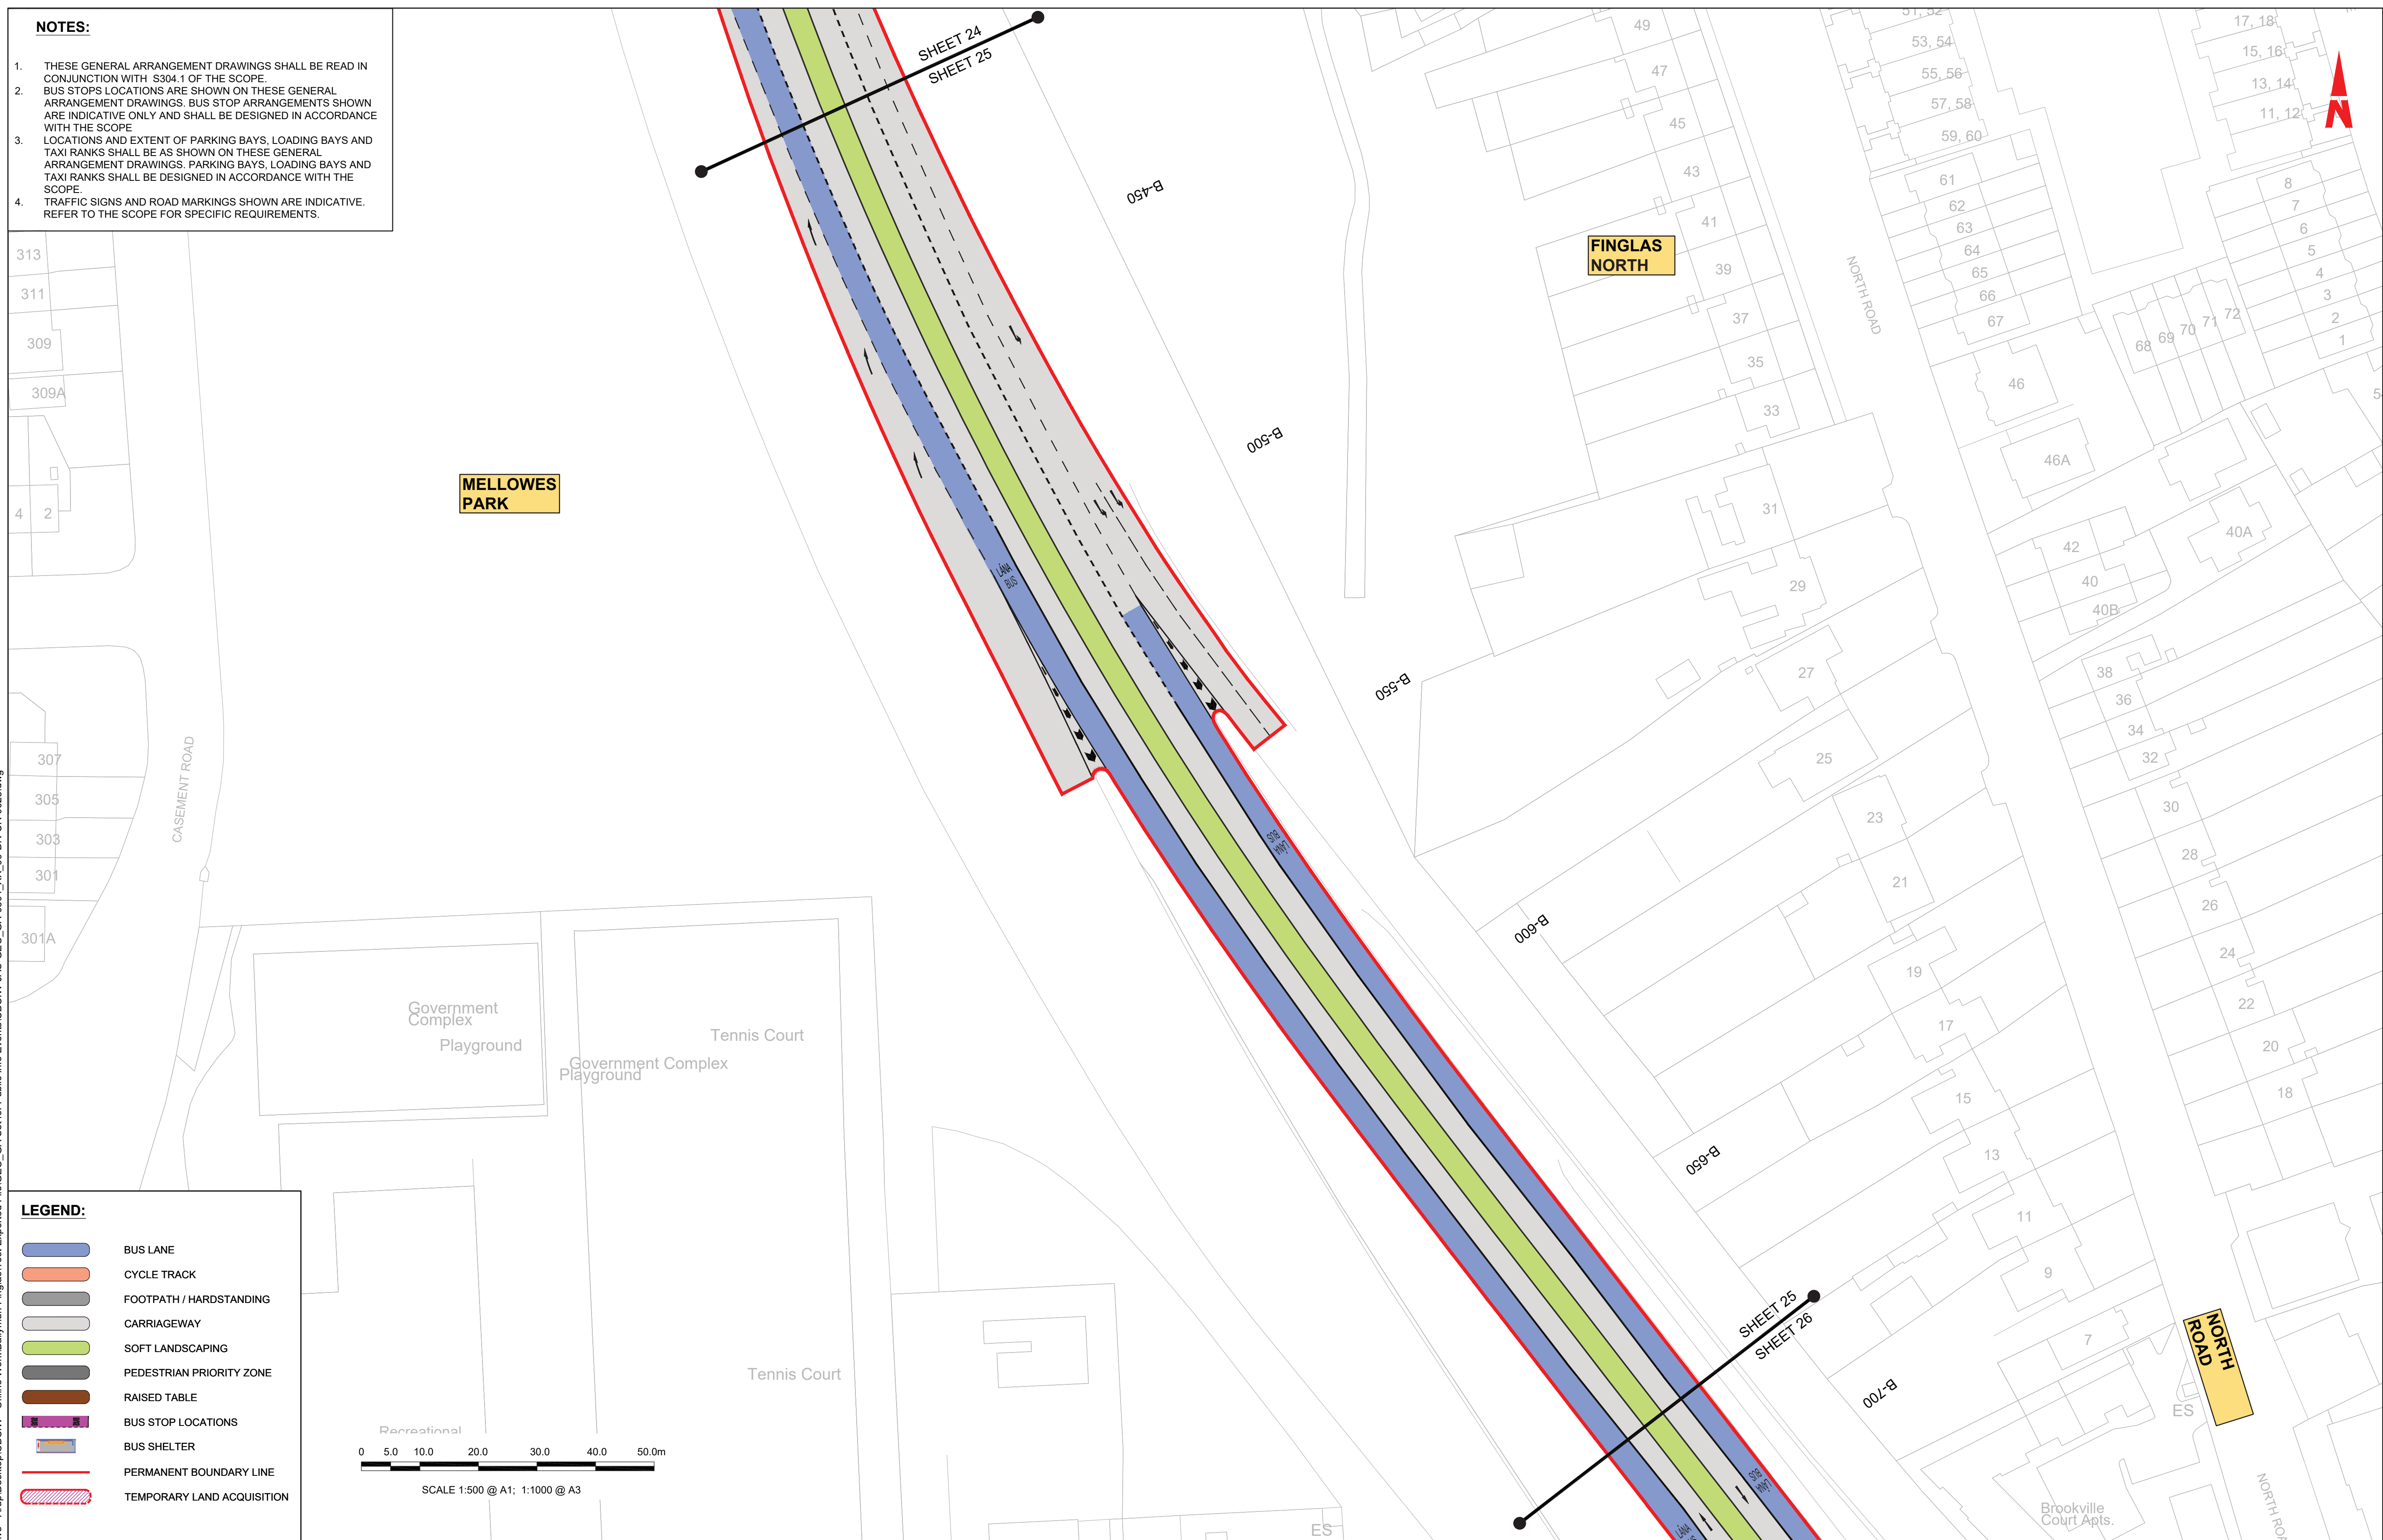 NOTES:
1. THESE GENERAL ARRANGEMENT DRAWINGS SHALL BE READ IN
CONJUNCTION WITH S304.1 OF THE SCOPE.
2. BUS STOPS LOCATIONS ARE SHOWN ON THESE GENERAL
ARRANGEMENT DRAWINGS. BUS STOP ARRANGEMENTS SHOWN
ARE INDICATIVE ONLY AND SHALL BE DESIGNED IN ACCORDANCE
WITH THE SCOPE
3. LOCATIONS AND EXTENT OF PARKING BAYS, LOADING BAYS AND
TAXI RANKS SHALL BE AS SHOWN ON THESE GENERAL
ARRANGEMENT DRAWINGS. PARKING BAYS, LOADING BAYS AND
TAXI RANKS SHALL BE DESIGNED IN ACCORDANCE WITH THE
SCOPE.
4. TRAFFIC SIGNS AND ROAD MARKINGS SHOWN ARE INDICATIVE.
REFER TO THE SCOPE FOR SPECIFIC REQUIREMENTS.
SHEET 24
SHEET 25
N
B-450
B-500
B-550
B-600
B-650
B-700
FINGLAS
NORTH
MELLOWES
PARK
NORTH ROAD
49
47
45
43
41
39
37
35
33
31
29
27
25
23
21
19
17
15
13
11
9
7
51, 52
53, 54
55, 56
57, 58
59, 60
61
62
63
64
65
66
67
17, 18
15, 16
13, 14
11, 12
8
7
6
5
4
3
2
1
68
69
70
71
72
46
46A
42
40
40B
40A
38
36
34
32
30
28
26
24
22
20
18
313
311
309
309A
4
2
307
305
303
301
301A
CASEMENT ROAD
LÁNA
BUS
LÁNA
BUS
Government
Complex
Playground
Tennis Court
Government Complex
Playground
Tennis Court
Recreational
SHEET 25
SHEET 26
LÁNA
BUS
LÁNA
NORTH
ROAD
ES
ES
Brookville
Court Apts.
LEGEND:
BUS LANE
CYCLE TRACK
FOOTPATH / HARDSTANDING
CARRIAGEWAY
SOFT LANDSCAPING
PEDESTRIAN PRIORITY ZONE
RAISED TABLE
BUS STOP LOCATIONS
BUS SHELTER
PERMANENT BOUNDARY LINE
TEMPORARY LAND ACQUISITION
0 5.0 10.0 20.0 30.0 40.0 50.0m
SCALE 1:500 @ A1; 1:1000 @ A3